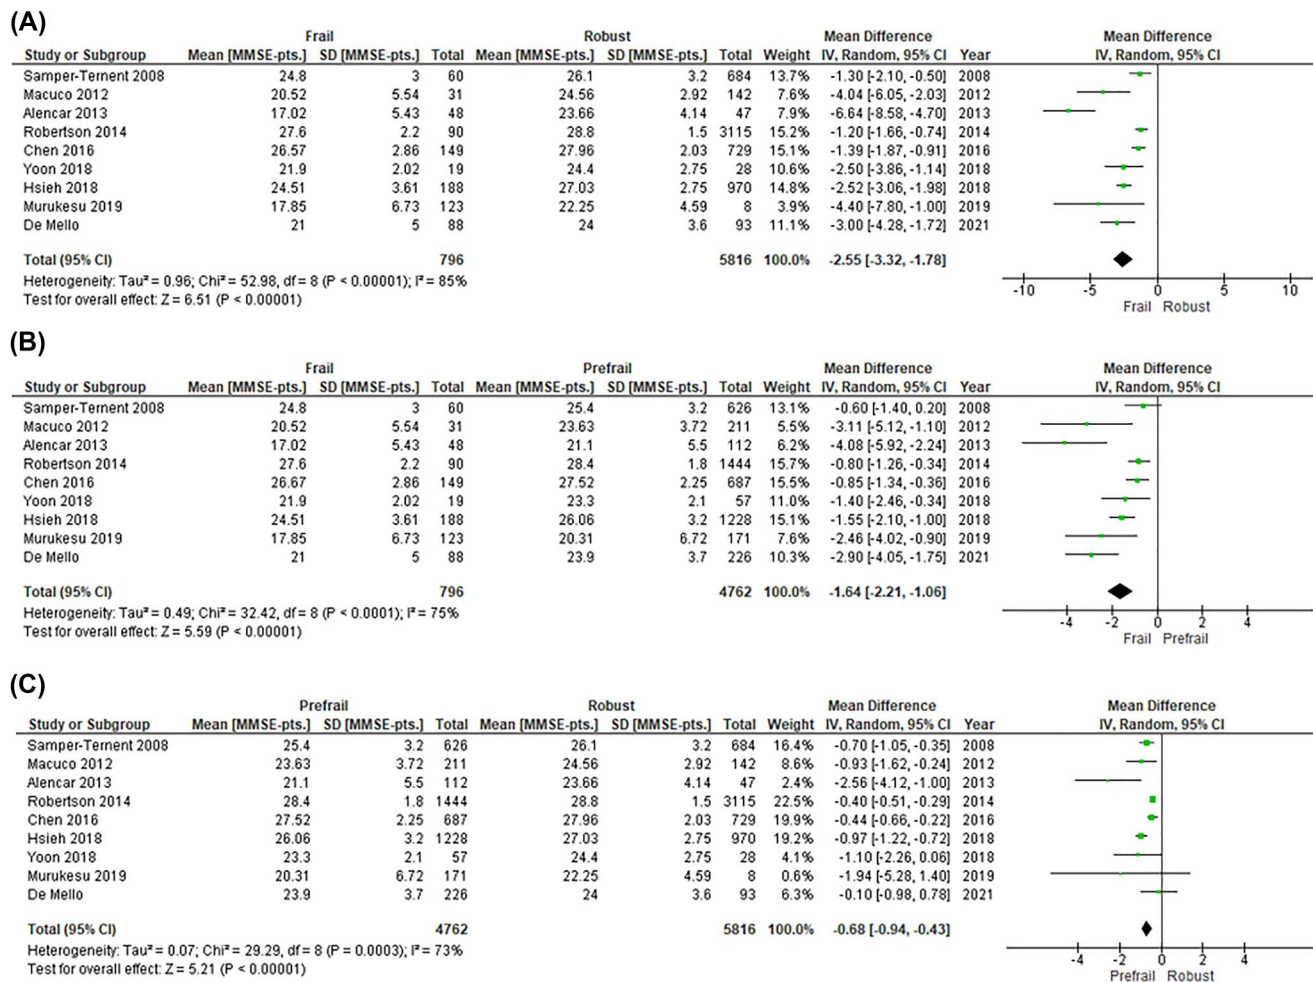 (A)
Frail Robust Mean Difference Mean Difference
Study or Subgroup Mean [MMSE-pts.] SD [MMSE-pts.] Total Mean [MMSE-pts.] SD [MMSE-pts.] Total Weight IV, Random, 95% CI Year IV, Random, 95% CI
Samper-Ternent 2008 24.8 3 60 26.1 3.2 684 13.7% -1.30 [-2.10, -0.50] 2008
Macuco 2012 20.52 5.54 31 24.56 2.92 142 7.6% -4.04 [-6.05, -2.03] 2012
Alencar 2013 17.02 5.43 48 23.66 4.14 47 7.9% -6.64 [-8.58, -4.70] 2013
Robertson 2014 27.6 2.2 90 28.8 1.5 3115 15.2% -1.20 [-1.66, -0.74] 2014
Chen 2016 26.57 2.86 149 27.96 2.03 729 15.1% -1.39 [-1.87, -0.91] 2016
Yoon 2018 21.9 2.02 19 24.4 2.75 28 10.6% -2.50 [-3.86, -1.14] 2018
Hsieh 2018 24.51 3.61 188 27.03 2.75 970 14.8% -2.52 [-3.06, -1.98] 2018
Murukesu 2019 17.85 6.73 123 22.25 4.59 8 3.9% -4.40 [-7.80, -1.00] 2019
De Mello 21 5 88 24 3.6 93 11.1% -3.00 [-4.28, -1.72] 2021
Total (95% CI) 796 5816 100.0% -2.55 [-3.32, -1.78]
Heterogeneity: Tau² = 0.96; Chi² = 52.98, df = 8 (P < 0.00001); I² = 85%
Test for overall effect: Z = 6.51 (P < 0.00001)
-10 -5 0 5 10
Frail Robust
(B)
Frail Prefrail Mean Difference Mean Difference
Study or Subgroup Mean [MMSE-pts.] SD [MMSE-pts.] Total Mean [MMSE-pts.] SD [MMSE-pts.] Total Weight IV, Random, 95% CI Year IV, Random, 95% CI
Samper-Ternent 2008 24.8 3 60 25.4 3.2 626 13.1% -0.60 [-1.40, 0.20] 2008
Macuco 2012 20.52 5.54 31 23.63 3.72 211 5.5% -3.11 [-5.12, -1.10] 2012
Alencar 2013 17.02 5.43 48 21.1 5.5 112 6.2% -4.08 [-5.92, -2.24] 2013
Robertson 2014 27.6 2.2 90 28.4 1.8 1444 15.7% -0.80 [-1.26, -0.34] 2014
Chen 2016 26.67 2.86 149 27.52 2.25 687 15.5% -0.85 [-1.34, -0.36] 2016
Yoon 2018 21.9 2.02 19 23.3 2.1 57 11.0% -1.40 [-2.46, -0.34] 2018
Hsieh 2018 24.51 3.61 188 26.06 3.2 1228 15.1% -1.55 [-2.10, -1.00] 2018
Murukesu 2019 17.85 6.73 123 20.31 6.72 171 7.6% -2.46 [-4.02, -0.90] 2019
De Mello 21 5 88 23.9 3.7 226 10.3% -2.90 [-4.05, -1.75] 2021
Total (95% CI) 796 4762 100.0% -1.64 [-2.21, -1.06]
Heterogeneity: Tau² = 0.49; Chi² = 32.42, df = 8 (P < 0.0001); I² = 75%
Test for overall effect: Z = 5.59 (P < 0.00001)
-4 -2 0 2 4
Frail Prefrail
(C)
Prefrail Robust Mean Difference Mean Difference
Study or Subgroup Mean [MMSE-pts.] SD [MMSE-pts.] Total Mean [MMSE-pts.] SD [MMSE-pts.] Total Weight IV, Random, 95% CI Year IV, Random, 95% CI
Samper-Ternent 2008 25.4 3.2 626 26.1 3.2 684 16.4% -0.70 [-1.05, -0.35] 2008
Macuco 2012 23.63 3.72 211 24.56 2.92 142 8.6% -0.93 [-1.62, -0.24] 2012
Alencar 2013 21.1 5.5 112 23.66 4.14 47 2.4% -2.56 [-4.12, -1.00] 2013
Robertson 2014 28.4 1.8 1444 28.8 1.5 3115 22.5% -0.40 [-0.51, -0.29] 2014
Chen 2016 27.52 2.25 687 27.96 2.03 729 19.9% -0.44 [-0.66, -0.22] 2016
Hsieh 2018 26.06 3.2 1228 27.03 2.75 970 19.2% -0.97 [-1.22, -0.72] 2018
Yoon 2018 23.3 2.1 57 24.4 2.75 28 4.1% -1.10 [-2.26, 0.06] 2018
Murukesu 2019 20.31 6.72 171 22.25 4.59 8 0.6% -1.94 [-5.28, 1.40] 2019
De Mello 23.9 3.7 226 24 3.6 93 6.3% -0.10 [-0.98, 0.78] 2021
Total (95% CI) 4762 5816 100.0% -0.68 [-0.94, -0.43]
Heterogeneity: Tau² = 0.07; Chi² = 29.29, df = 8 (P = 0.0003); I² = 73%
Test for overall effect: Z = 5.21 (P < 0.00001)
-4 -2 0 2 4
Prefrail Robust